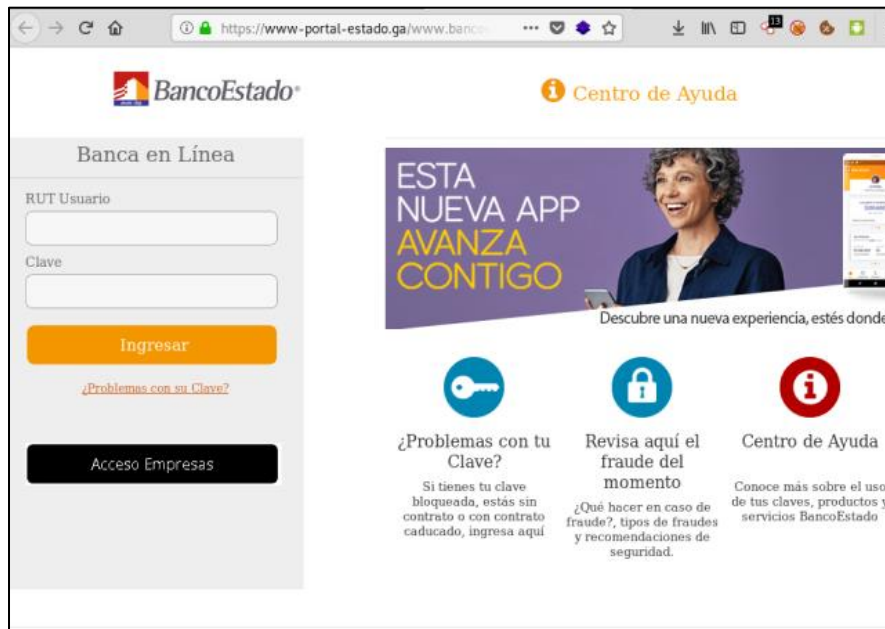 https://www-portal-estado.ga/www.banco
13
BancoEstado®
Centro de Ayuda
Banca en Línea
RUT Usuario
Clave
Ingresar
¿Problemas con su Clave?
Acceso Empresas
ESTA
NUEVA APP
AVANZA
CONTIGO
Descubre una nueva experiencia, estés donde
¿Problemas con tu
Clave?
Si tienes tu clave
bloqueada, estás sin
contrato o con contrato
caducado, ingresa aquí
Revisa aquí el
fraude del
momento
¿Qué hacer en caso de
fraude?, tipos de fraudes
y recomendaciones de
seguridad.
Centro de Ayuda
Conoce más sobre el uso
de tus claves, productos y
servicios BancoEstado